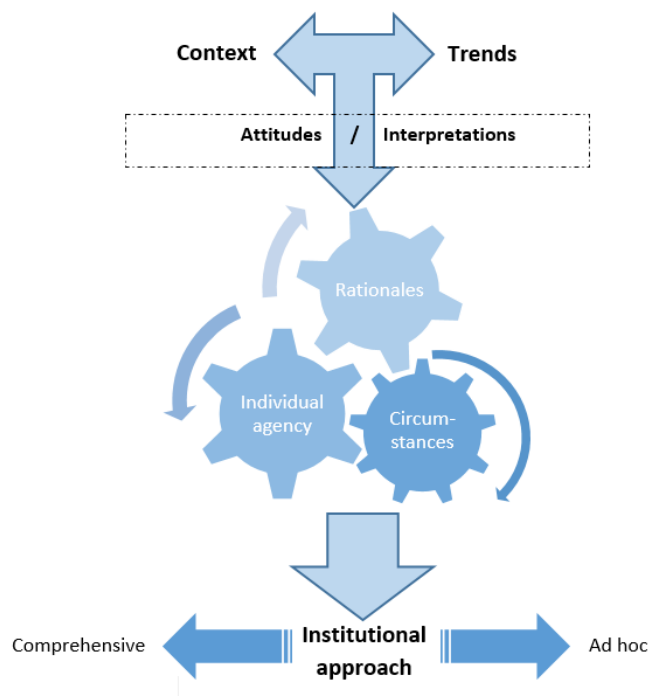 Context Trends
Attitudes / Interpretations
Rationales
Individual
agency
Circum-
stances
Comprehensive
Institutional
approach
Ad hoc